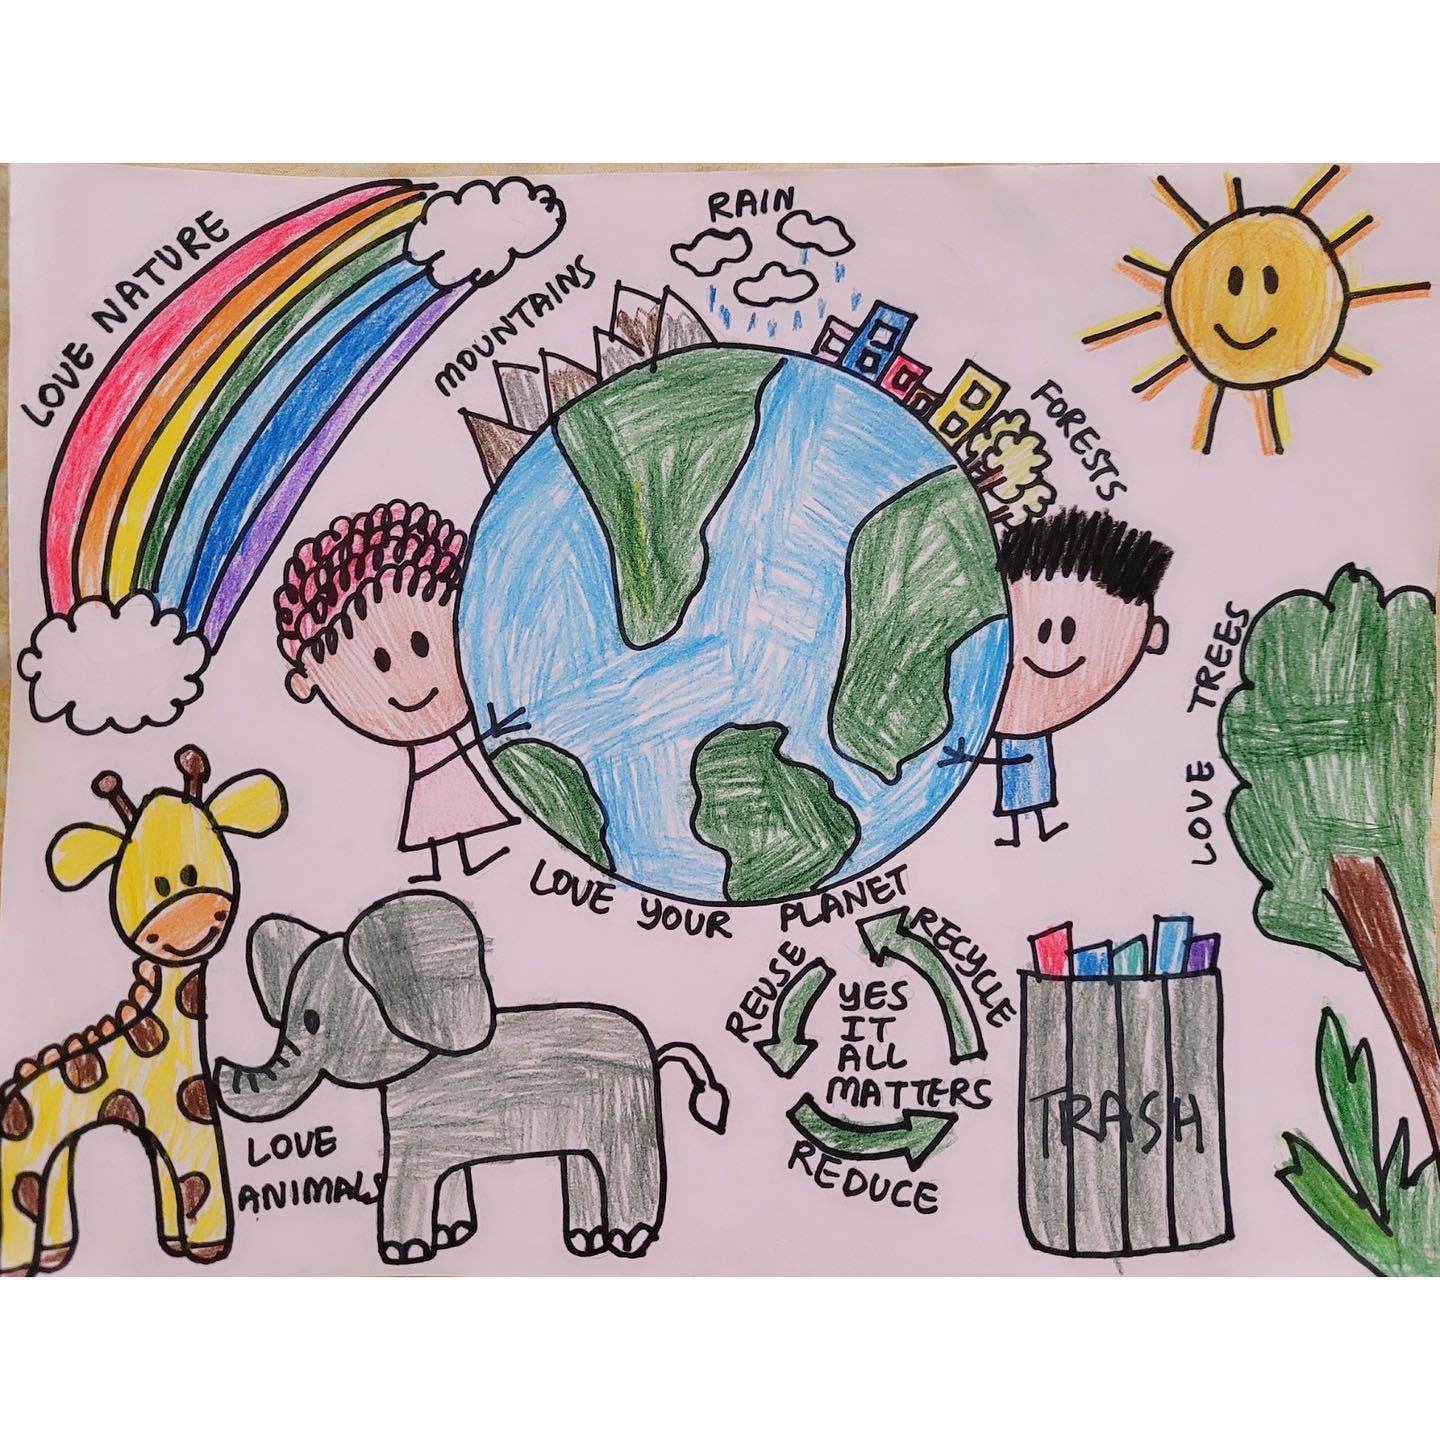 LOVE NATURE
RAIN
MOUNTAINS
FORESTS
LOVE TREES
LOVE YOUR PLANET
REUSE
RECYCLE
YES
IT
ALL
MATTERS
REDUCE
TRASH
LOVE
ANIMALS